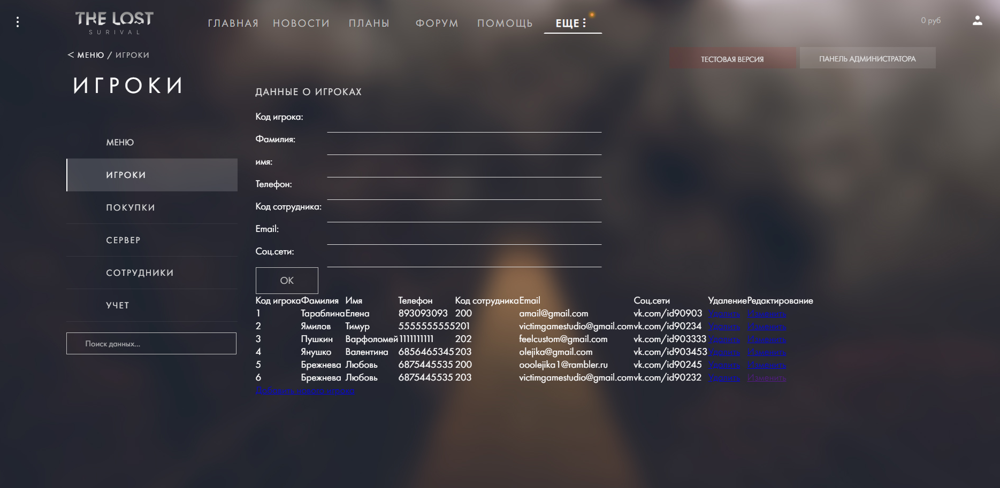 THE LOST
SURIVAL
ГЛАВНАЯ НОВОСТИ ПЛАНЫ ФОРУМ ПОМОЩЬ ЕЩЕ
0 руб
< МЕНЮ / ИГРОКИ
ТЕСТОВАЯ ВЕРСИЯ ПАНЕЛЬ АДМИНИСТРАТОРА
ИГРОКИ
МЕНЮ
ИГРОКИ
ПОКУПКИ
СЕРВЕР
СОТРУДНИКИ
УЧЕТ
Поиск данных...
ДАННЫЕ О ИГРОКАХ
Код игрока:
Фамилия:
имя:
Телефон:
Код сотрудника:
Email:
Соц.сети:
ОК
Код игрока Фамилия Имя Телефон Код сотрудника Email Соц.сети Удаление Редактирование
1 Тараблина Елена 893093093 200 amail@gmail.com vk.com/id90903 Удалить Изменить
2 Ямилов Тимур 5555555555 201 victimgamestudio@gmail.com vk.com/id90234 Удалить Изменить
3 Пушкин Варфоломей 1111111111 202 feelcustom@gmail.com vk.com/id903333 Удалить Изменить
4 Янушко Валентина 6856465345 203 olejika@gmail.com vk.com/id903453 Удалить Изменить
5 Брежнева Любовь 6875445535 200 ooolejika1@rambler.ru vk.com/id90245 Удалить Изменить
6 Брежнева Любовь 6875445535 203 victimgamestudio@gmail.com vk.com/id90232 Удалить Изменить
Добавить нового игрока